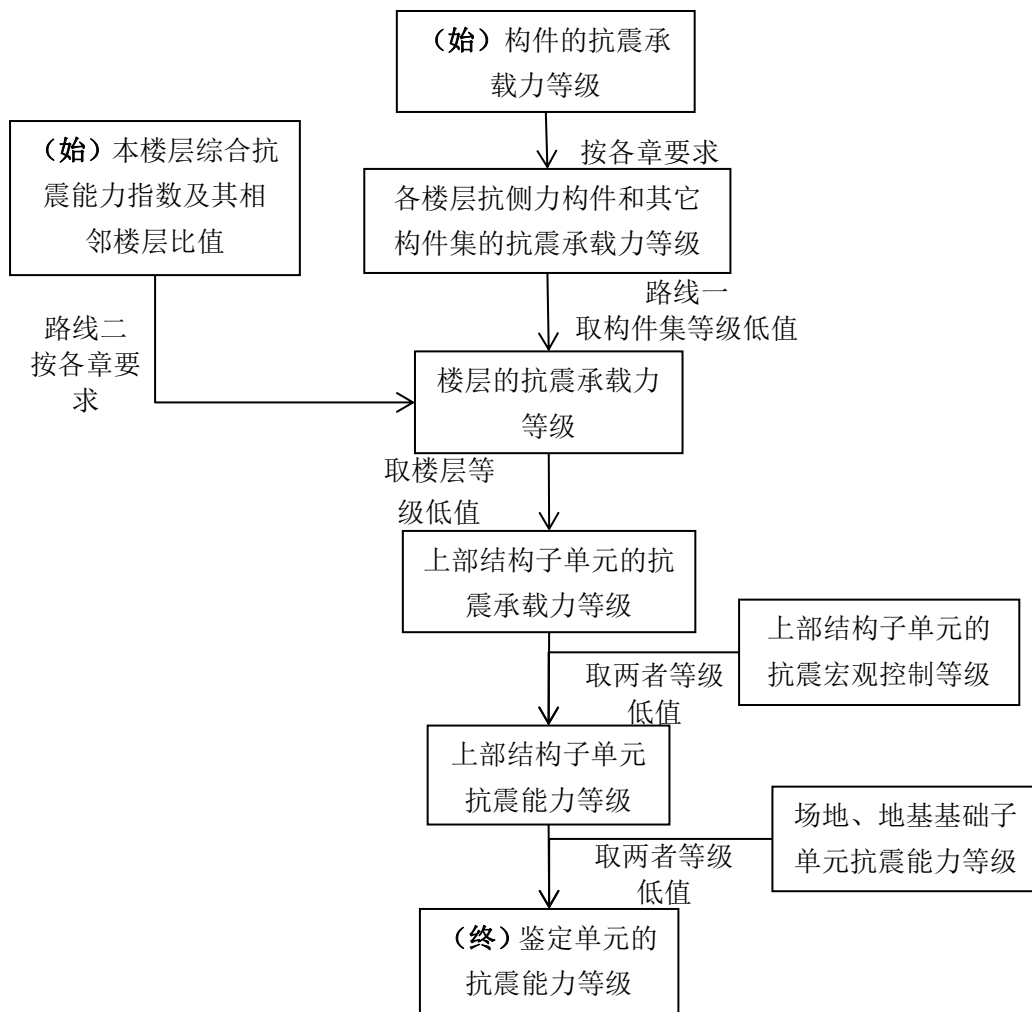 （始）构件的抗震承
载力等级
（始）本楼层综合抗
震能力指数及其相
邻楼层比值
按各章要求
各楼层抗侧力构件和其它
构件集的抗震承载力等级
路线一
取构件集等级低值
路线二
按各章要
求
楼层的抗震承载力
等级
取楼层等
级低值
上部结构子单元的抗
震承载力等级
上部结构子单元的
抗震宏观控制等级
取两者等级
低值
上部结构子单元
抗震能力等级
场地、地基基础子
单元抗震能力等级
取两者等级
低值
（终）鉴定单元的
抗震能力等级